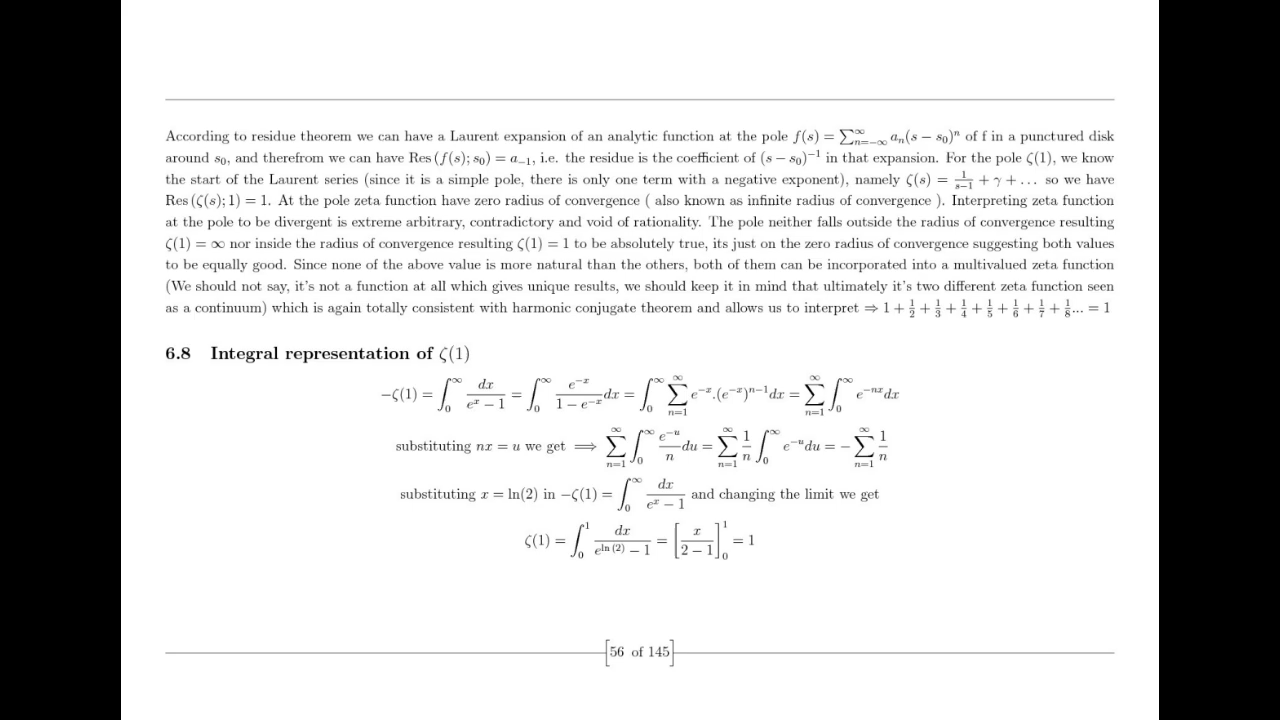 According to residue theorem we can have a Laurent expansion of an analytic function at the pole f(s) = ∑_{n=−∞}^{∞} a_n(s − s_0)^n of f in a punctured disk
around s_0, and therefrom we can have Res (f(s); s_0) = a_{−1}, i.e. the residue is the coefficient of (s − s_0)^{−1} in that expansion. For the pole ζ(1), we know
the start of the Laurent series (since it is a simple pole, there is only one term with a negative exponent), namely ζ(s) = 1/(s−1) + γ + . . . so we have
Res (ζ(s); 1) = 1. At the pole zeta function have zero radius of convergence ( also known as infinite radius of convergence ). Interpreting zeta function
at the pole to be divergent is extreme arbitrary, contradictory and void of rationality. The pole neither falls outside the radius of convergence resulting
ζ(1) = ∞ nor inside the radius of convergence resulting ζ(1) = 1 to be absolutely true, its just on the zero radius of convergence suggesting both values
to be equally good. Since none of the above value is more natural than the others, both of them can be incorporated into a multivalued zeta function
(We should not say, it's not a function at all which gives unique results, we should keep it in mind that ultimately it's two different zeta function seen
as a continuum) which is again totally consistent with harmonic conjugate theorem and allows us to interpret ⇒ 1 + 1/2 + 1/3 + 1/4 + 1/5 + 1/6 + 1/7 + 1/8... = 1
6.8 Integral representation of ζ(1)
−ζ(1) = ∫_0^∞ dx/(e^x − 1) = ∫_0^∞ e^{−x}/(1 − e^{−x}) dx = ∫_0^∞ ∑_{n=1}^∞ e^{−x}.(e^{−x})^{n−1} dx = ∑_{n=1}^∞ ∫_0^∞ e^{−nx} dx
substituting nx = u we get ⟹ ∑_{n=1}^∞ ∫_0^∞ e^{−u}/n du = ∑_{n=1}^∞ 1/n ∫_0^∞ e^{−u} du = − ∑_{n=1}^∞ 1/n
substituting x = ln(2) in −ζ(1) = ∫_0^∞ dx/(e^x − 1) and changing the limit we get
ζ(1) = ∫_0^1 dx/(e^{ln (2)} − 1) = [x/(2 − 1)]_0^1 = 1
[56 of 145]